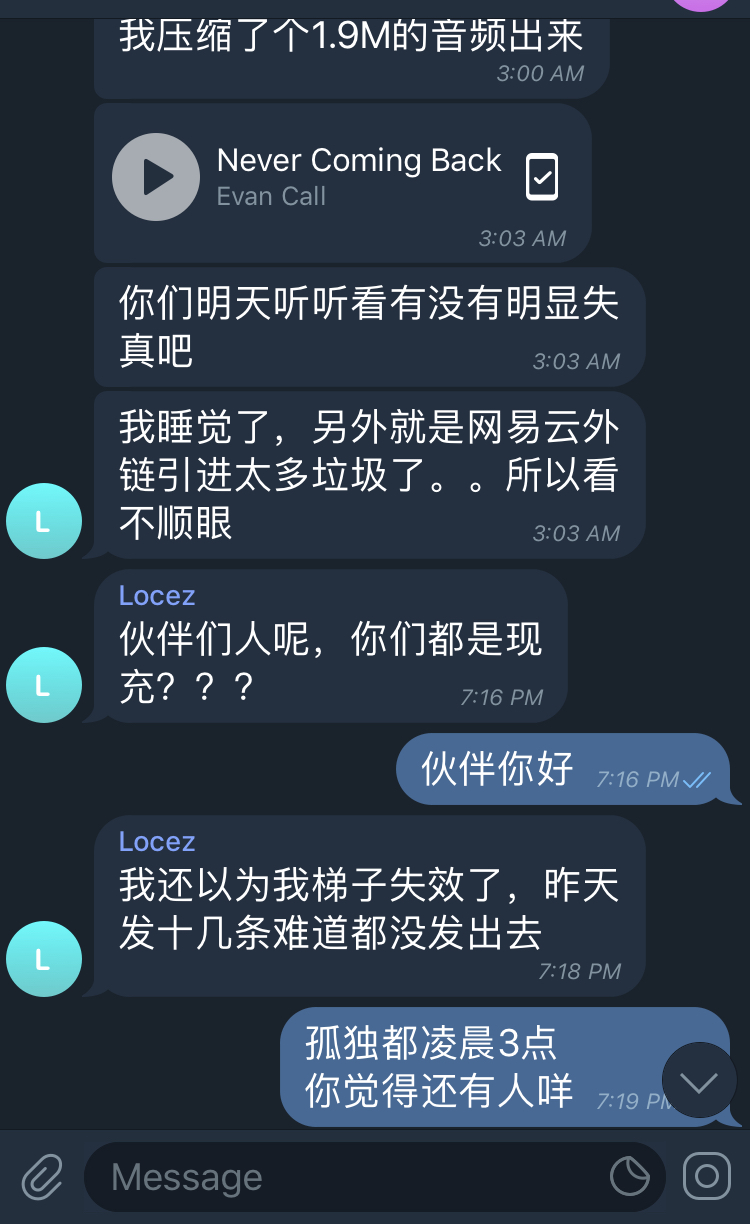 我压缩了个1.9M的音频出来
3:00 AM
Never Coming Back
Evan Call
3:03 AM
你们明天听听看有没有明显失
真吧
3:03 AM
我睡觉了，另外就是网易云外
链引进太多垃圾了。。所以看
不顺眼
3:03 AM
L
Locez
伙伴们人呢，你们都是现
充？？？
7:16 PM
L
伙伴你好
7:16 PM
Locez
我还以为我梯子失效了，昨天
发十几条难道都没发出去
7:18 PM
L
孤独都凌晨3点
你觉得还有人咩
7:19 PM
Message